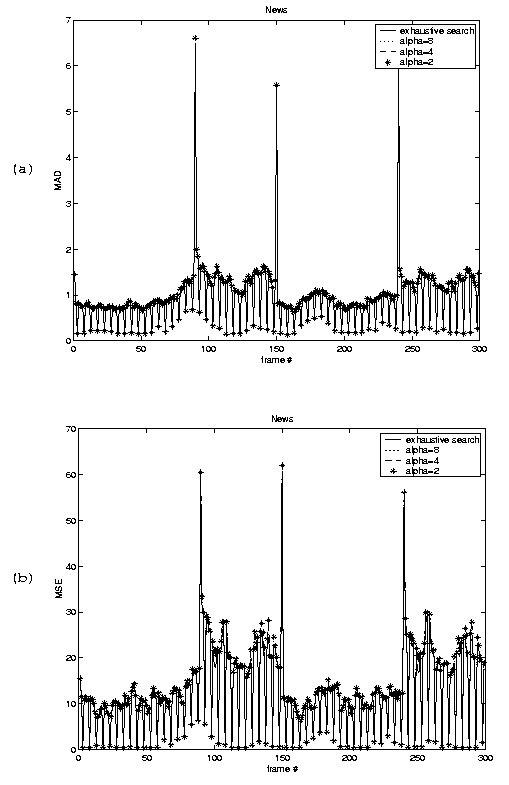 News
7
exhaustive search
alpha=8
alpha=4
alpha=2
6
5
4
(a)
MAD
3
2
1
0
0 50 100 150 200 250 300
frame #
News
70
exhaustive search
alpha=8
alpha=4
alpha=2
60
50
40
(b)
MSE
30
20
10
0
0 50 100 150 200 250 300
frame #